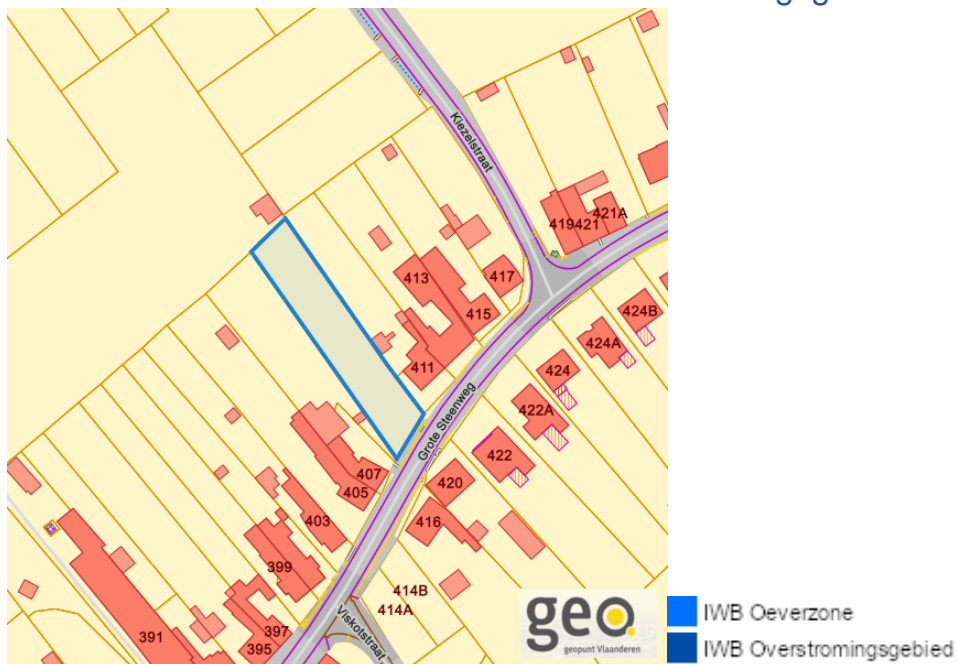 Kiezelstraat
421A
419 421
413
417
415
424B
424A
411
424
422A
Grote Steenweg
422
407
420
405
403
416
399
414B
414A
397
391
395
Viskotstraat
geo
geopunt Vlaanderen
IWB Oeverzone
IWB Overstromingsgebied